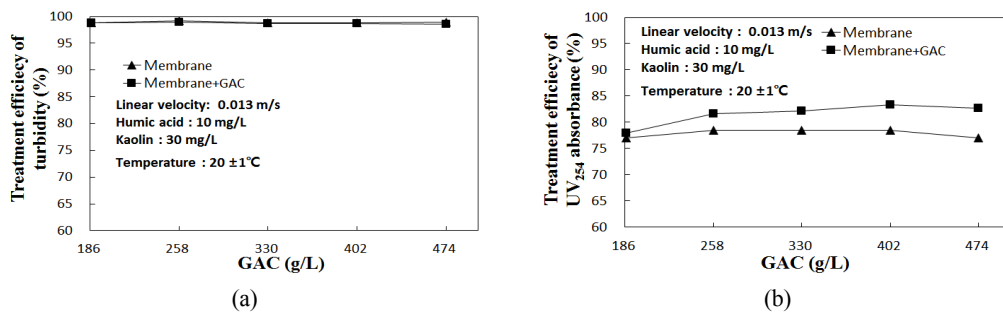 Treatment efficiecy of
turbidity (%)
100
95
90
85
80
75
70
65
60
Membrane
Membrane+GAC
Linear velocity: 0.013 m/s
Humic acid : 10 mg/L
Kaolin : 30 mg/L
Temperature : 20 ±1℃
186 258 330 402 474
GAC (g/L)
(a)
Treatment efficiecy of
UV254 absorbance (%)
100
95
90
85
80
75
70
65
60
Linear velocity : 0.013 m/s
Humic acid : 10 mg/L
Kaolin : 30 mg/L
Temperature : 20 ±1℃
Membrane
Membrane+GAC
186 258 330 402 474
GAC (g/L)
(b)